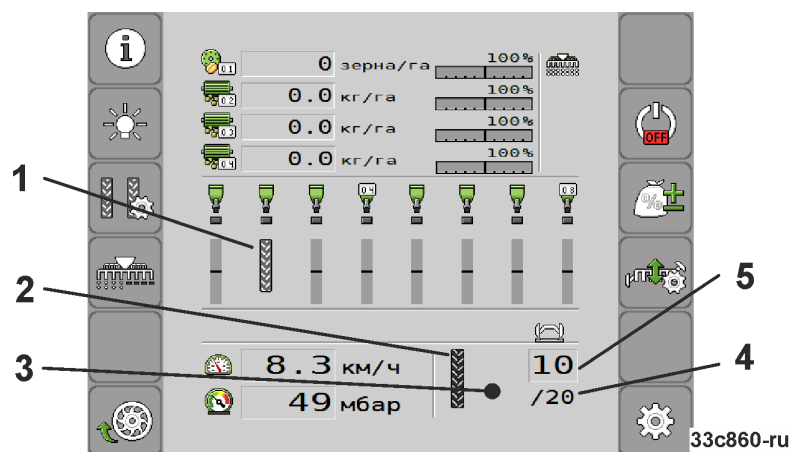 i
01 0 зерна/га 100%
02 0.0 кг/га 100%
03 0.0 кг/га 100%
04 0.0 кг/га 100%
OFF
1
04 08
%
2
5
3
8.3 км/ч
10
4
49 мбар
/20
33c860-ru